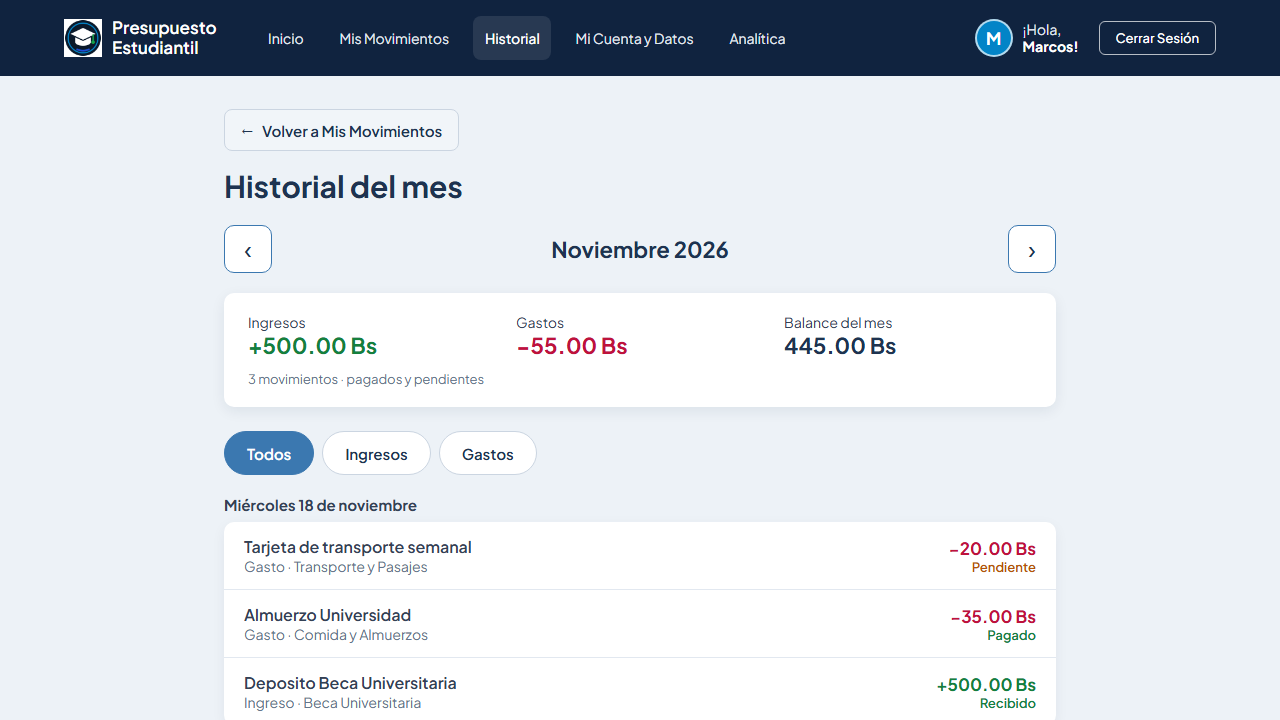 Presupuesto
Estudiantil
Inicio
Mis Movimientos
Historial
Mi Cuenta y Datos
Analítica
M
¡Hola,
Marcos!
Cerrar Sesión
← Volver a Mis Movimientos
Historial del mes
‹
Noviembre 2026
›
Ingresos
+500.00 Bs
Gastos
-55.00 Bs
Balance del mes
445.00 Bs
3 movimientos · pagados y pendientes
Todos
Ingresos
Gastos
Miércoles 18 de noviembre
Tarjeta de transporte semanal
-20.00 Bs
Gasto · Transporte y Pasajes
Pendiente
Almuerzo Universidad
-35.00 Bs
Gasto · Comida y Almuerzos
Pagado
Deposito Beca Universitaria
+500.00 Bs
Ingreso · Beca Universitaria
Recibido